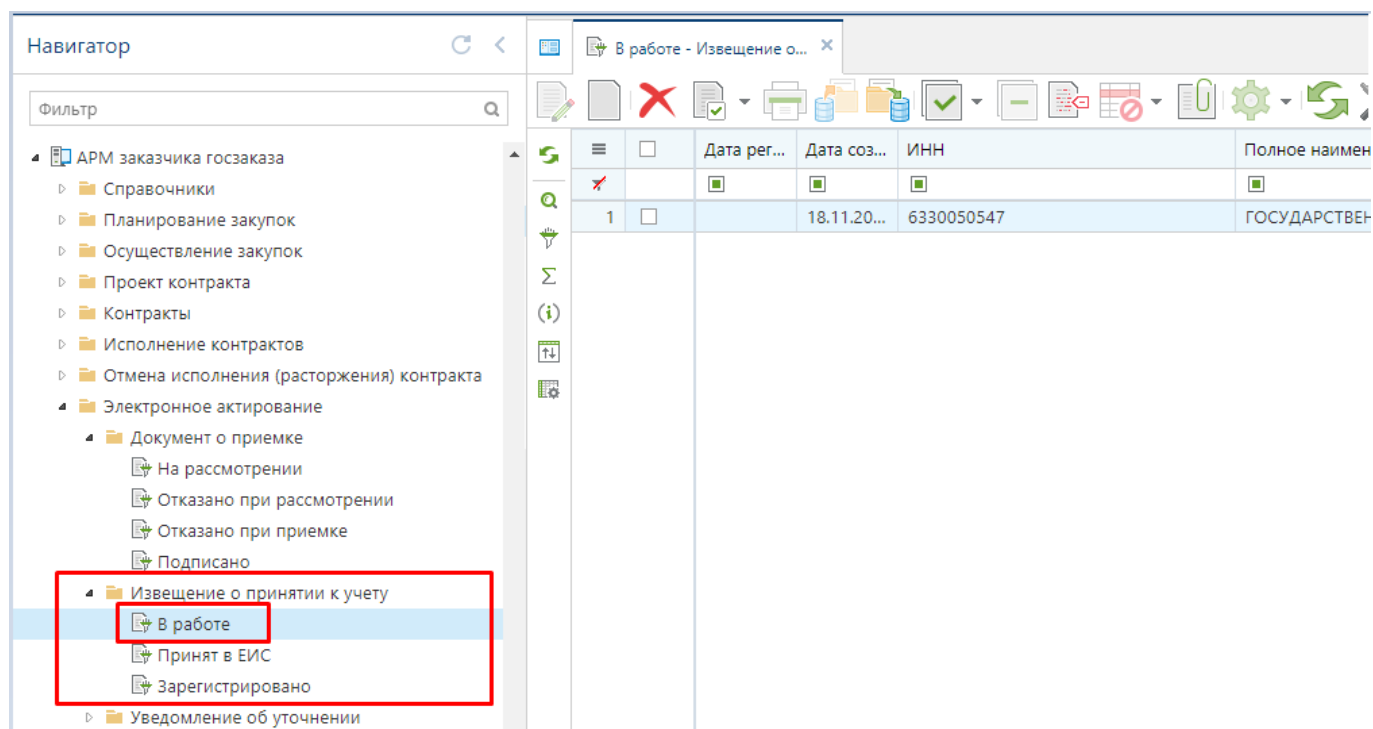 Навигатор
В работе - Извещение о...
Фильтр
АРМ заказчика госзаказа
Справочники
Планирование закупок
Осуществление закупок
Проект контракта
Контракты
Исполнение контрактов
Отмена исполнения (расторжения) контракта
Электронное актирование
Документ о приемке
На рассмотрении
Отказано при рассмотрении
Отказано при приемке
Подписано
Извещение о принятии к учету
В работе
Принят в ЕИС
Зарегистрировано
Уведомление об уточнении
Дата рег... Дата соз... ИНН Полное наимен
1 18.11.20... 6330050547 ГОСУДАРСТВЕН